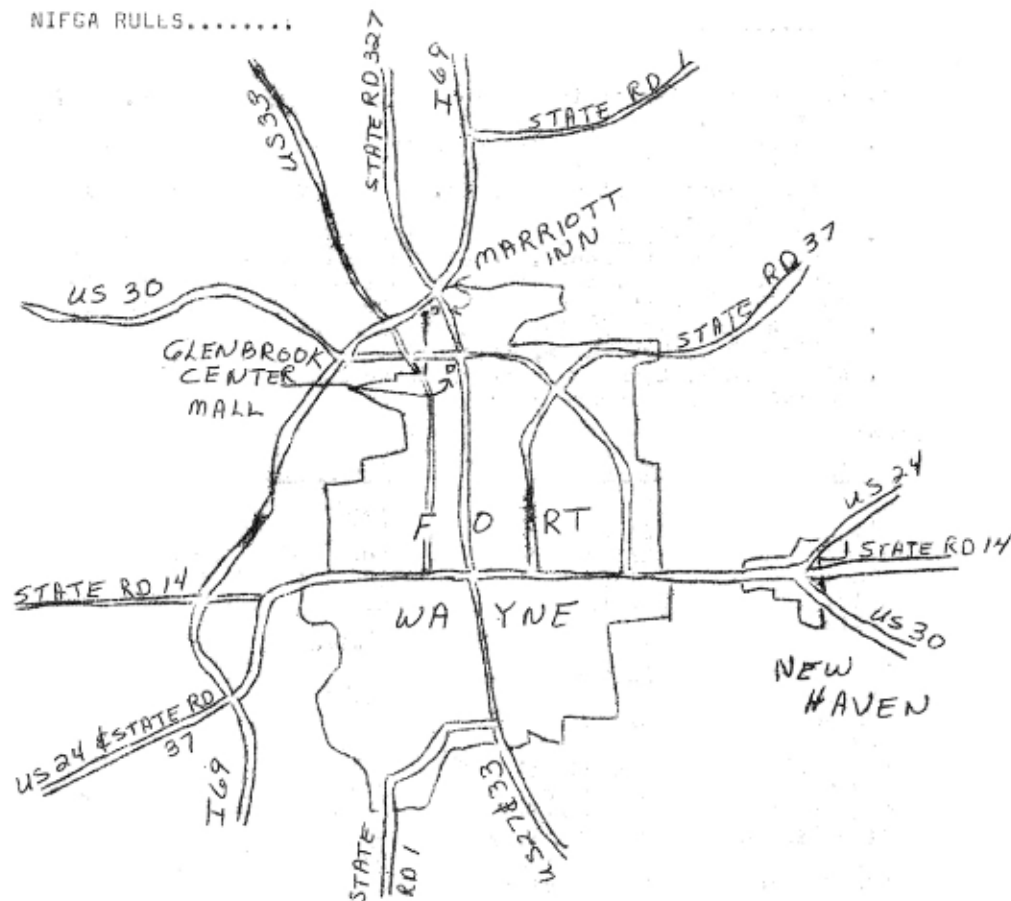 NIFGA RULES........
US 33
STATE RD 327
I 69
STATE RD 1
MARRIOTT
INN
US 30
STATE RD 37
GLENBROOK
CENTER
MALL
F O RT
US 24
STATE RD 14
STATE RD 14
WA YNE
US 30
NEW
HAVEN
US 24 & STATE RD
37
I 69
STATE
RD 1
US 27 & 33